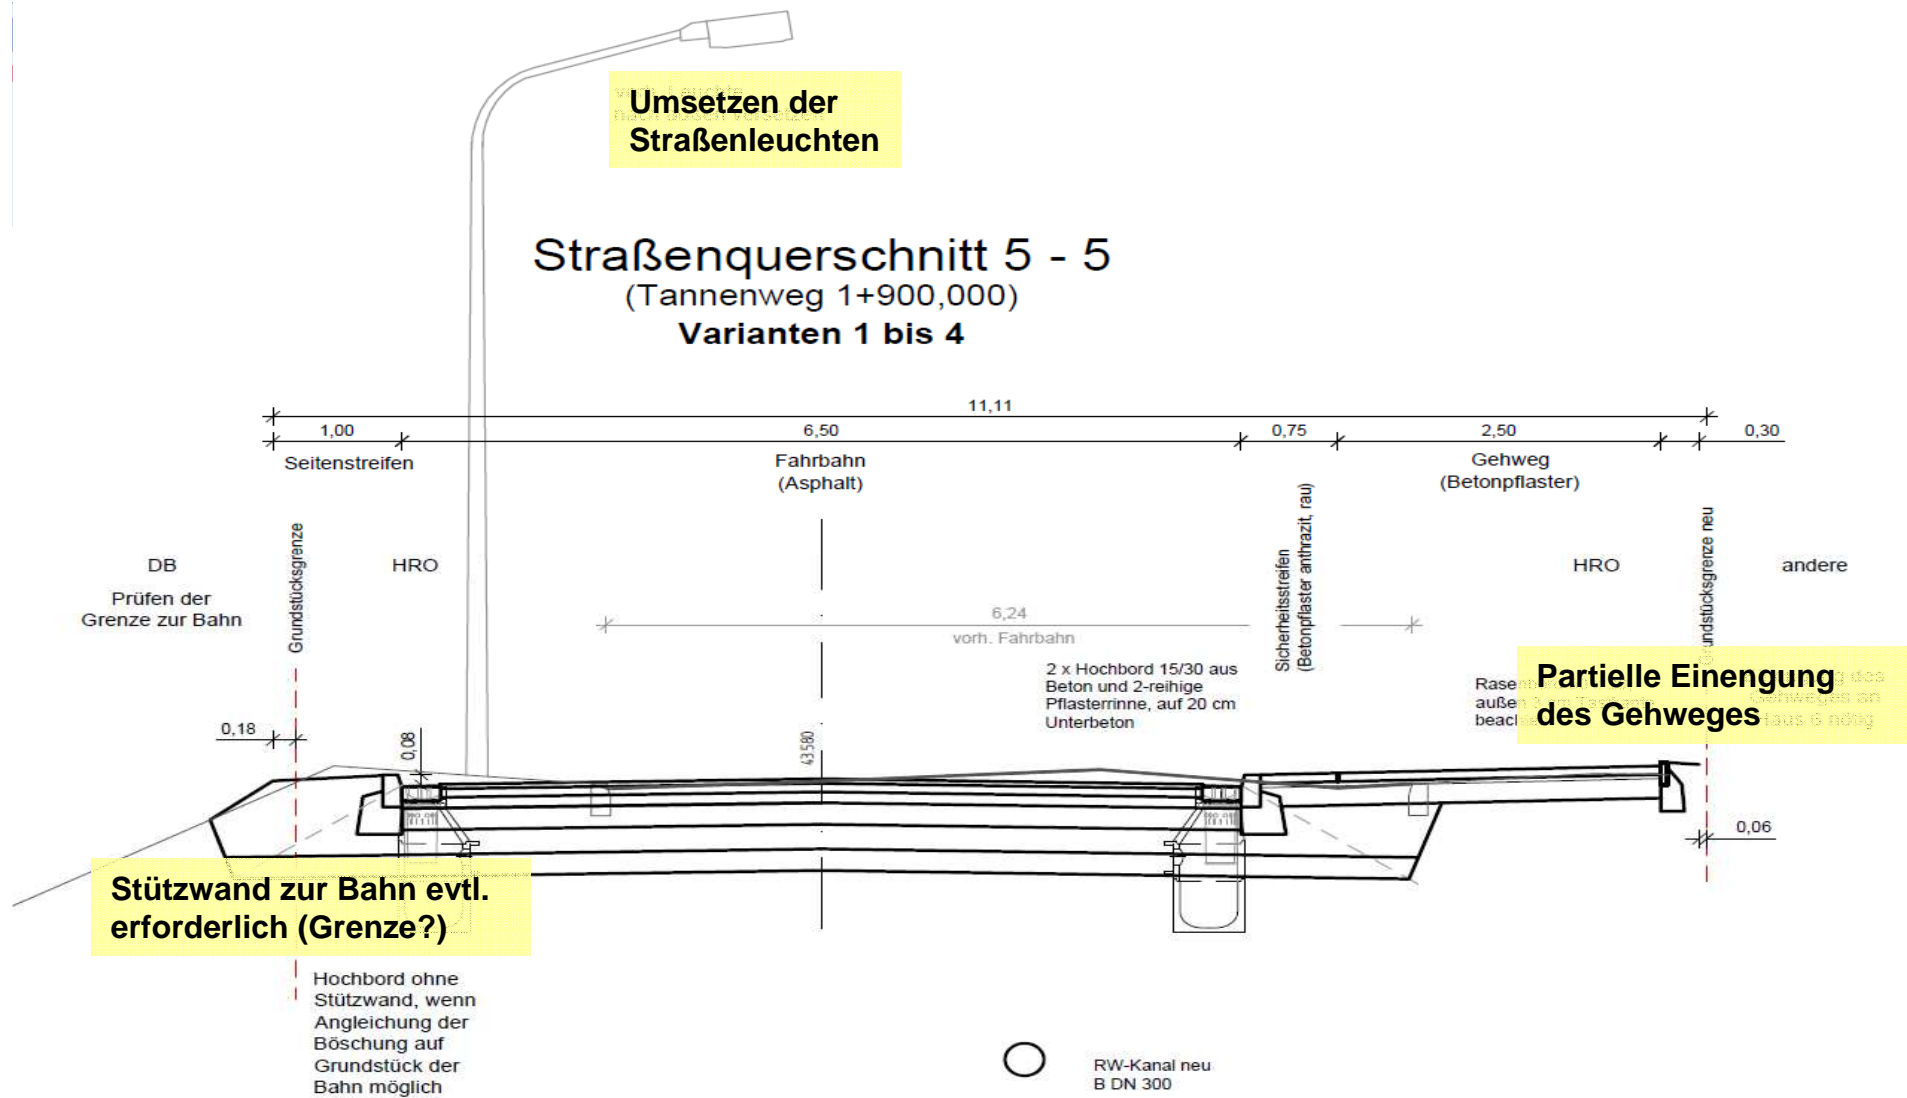 Umsetzen der
Straßenleuchten
Straßenquerschnitt 5 - 5
(Tannenweg 1+900,000)
Varianten 1 bis 4
11,11
1,00
6,50
0,75
2,50
0,30
Seitenstreifen
Fahrbahn
(Asphalt)
Gehweg
(Betonpflaster)
Grundstücksgrenze
Sicherheitsstreifen
(Betonpflaster anthrazit, rau)
Grundstücksgrenze neu
DB
HRO
HRO
andere
Prüfen der
Grenze zur Bahn
6,24
vorh. Fahrbahn
2 x Hochbord 15/30 aus
Beton und 2-reihige
Pflasterrinne, auf 20 cm
Unterbeton
Partielle Einengung
des Gehweges
außen
0,18
0,08
43.580
0,06
Stützwand zur Bahn evtl.
erforderlich (Grenze?)
Hochbord ohne
Stützwand, wenn
Angleichung der
Böschung auf
Grundstück der
Bahn möglich
RW-Kanal neu
B DN 300